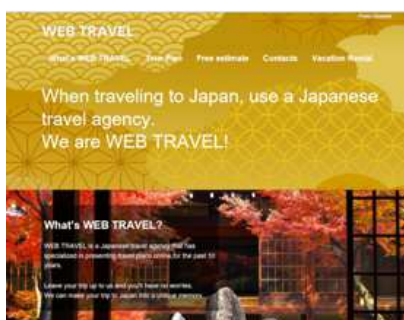 WEB TRAVEL
What's WEB TRAVEL Tour Plan Free estimate Contacts Vacation Rental
When traveling to Japan, use a Japanese
travel agency.
We are WEB TRAVEL!
What's WEB TRAVEL?
WEB TRAVEL is a Japanese travel agency that has
specialized in presenting travel plans online for the past 10
years.
Leave your trip up to us and you'll have no worries.
We can make your trip to Japan into a unique memory.